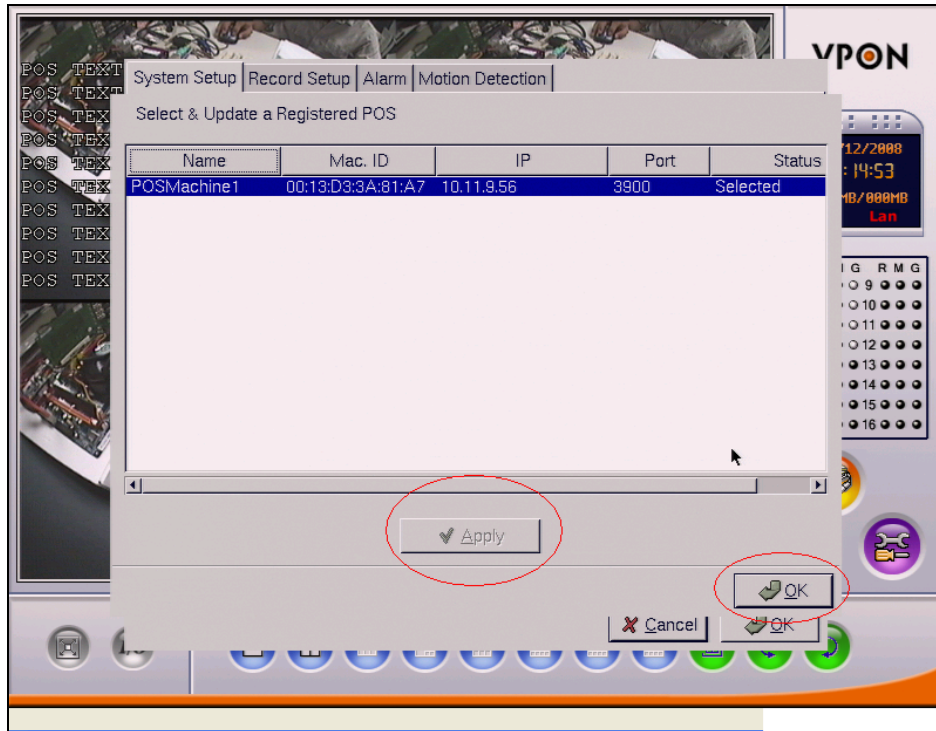 VPON
POS TEXT
POS TEXT
POS TEX
POS TEX
POS TEX
POS TEX
POS TEX
POS TEX
POS TEX
POS TEX
System Setup Record Setup Alarm Motion Detection
Select & Update a Registered POS
Name Mac. ID IP Port Status
POSMachine1 00:13:D3:3A:81:A7 10.11.9.56 3900 Selected
/12/2008
:14:53
MB/000MB
Lan
G R M G
9
10
11
12
13
14
15
16
Apply
OK
Cancel OK